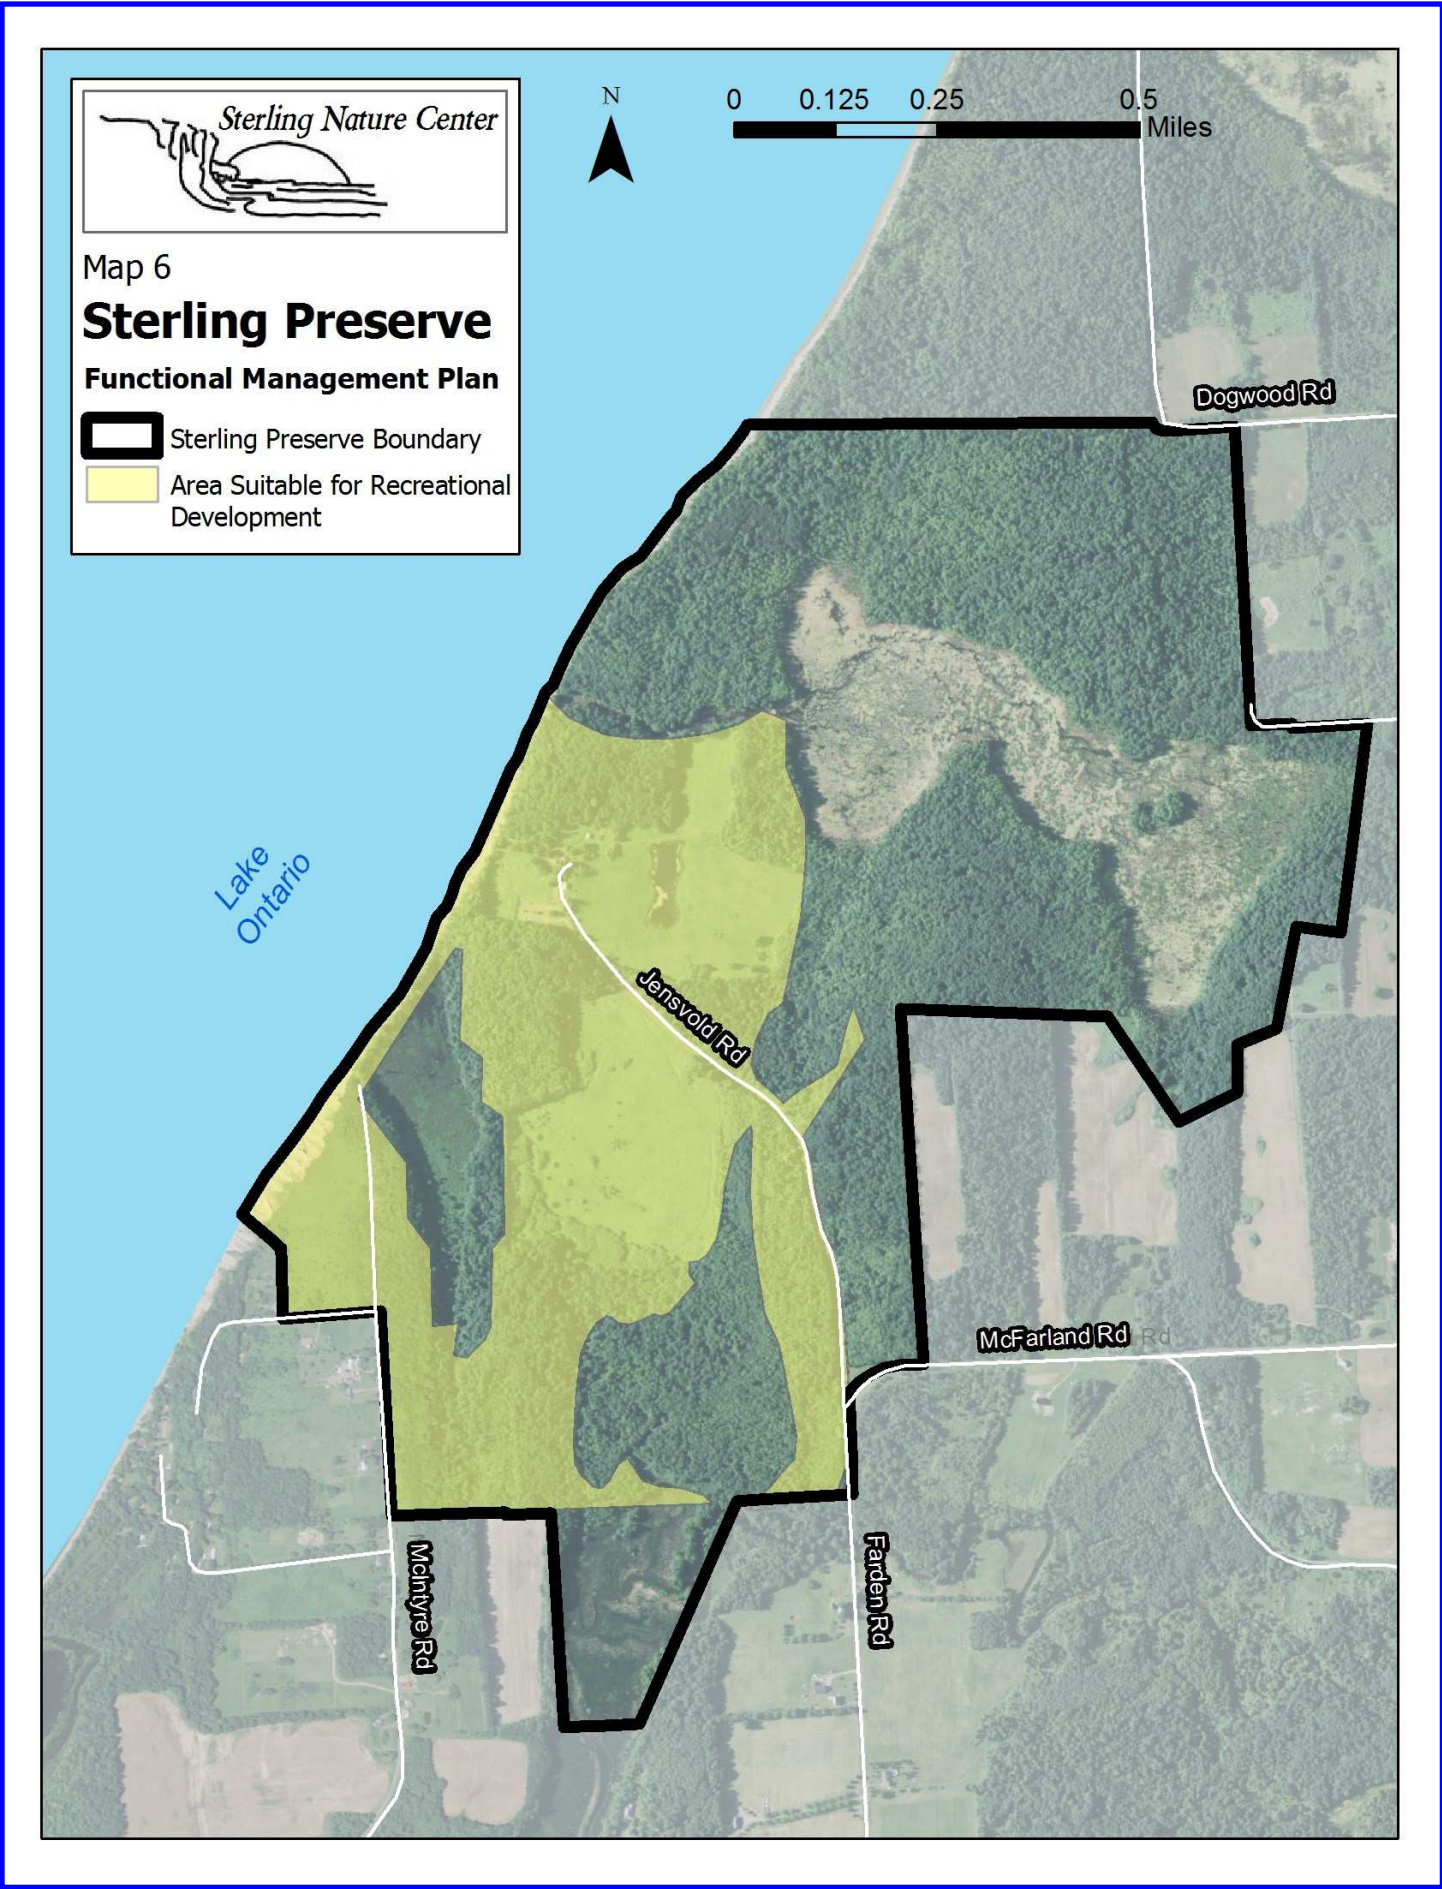 Sterling Nature Center
Map 6
Sterling Preserve
Functional Management Plan
Sterling Preserve Boundary
Area Suitable for Recreational
Development
N
0 0.125 0.25 0.5
Miles
Dogwood Rd
Lake
Ontario
Jensvold Rd
McFarland Rd Rd
McIntyre Rd
Farden Rd